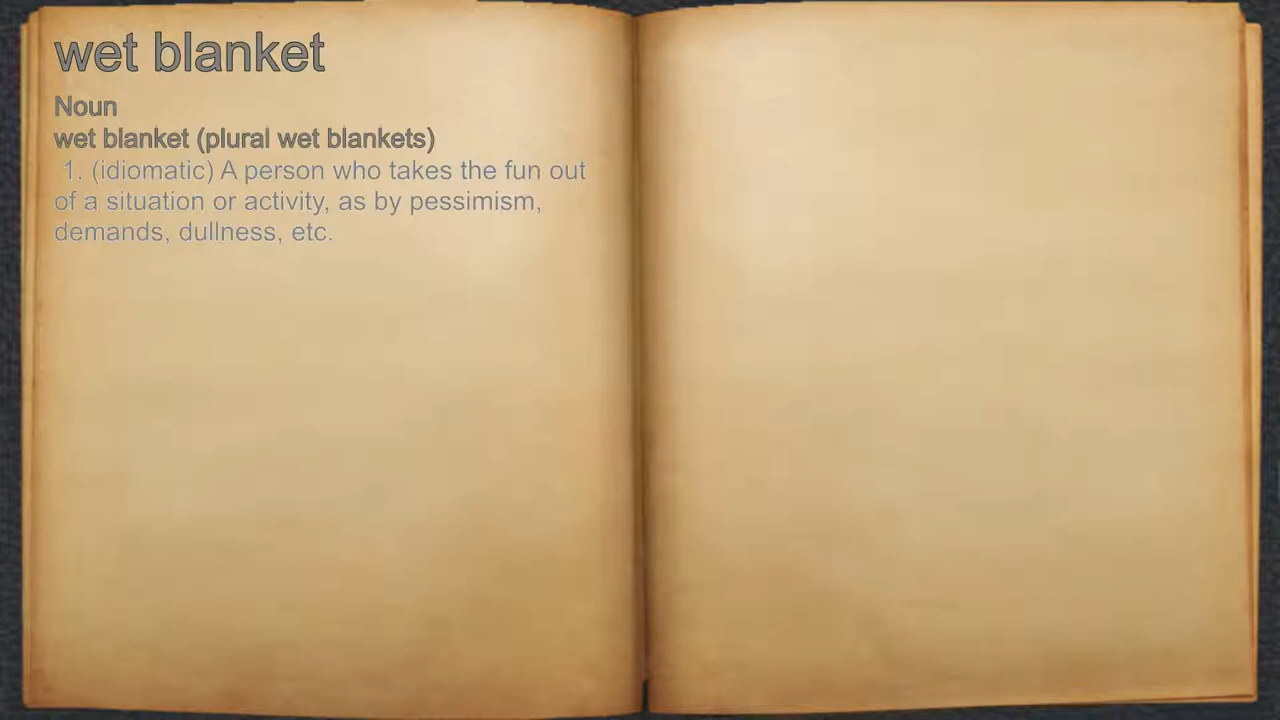 wet blanket
Noun
wet blanket (plural wet blankets)
1. (idiomatic) A person who takes the fun out
of a situation or activity, as by pessimism,
demands, dullness, etc.